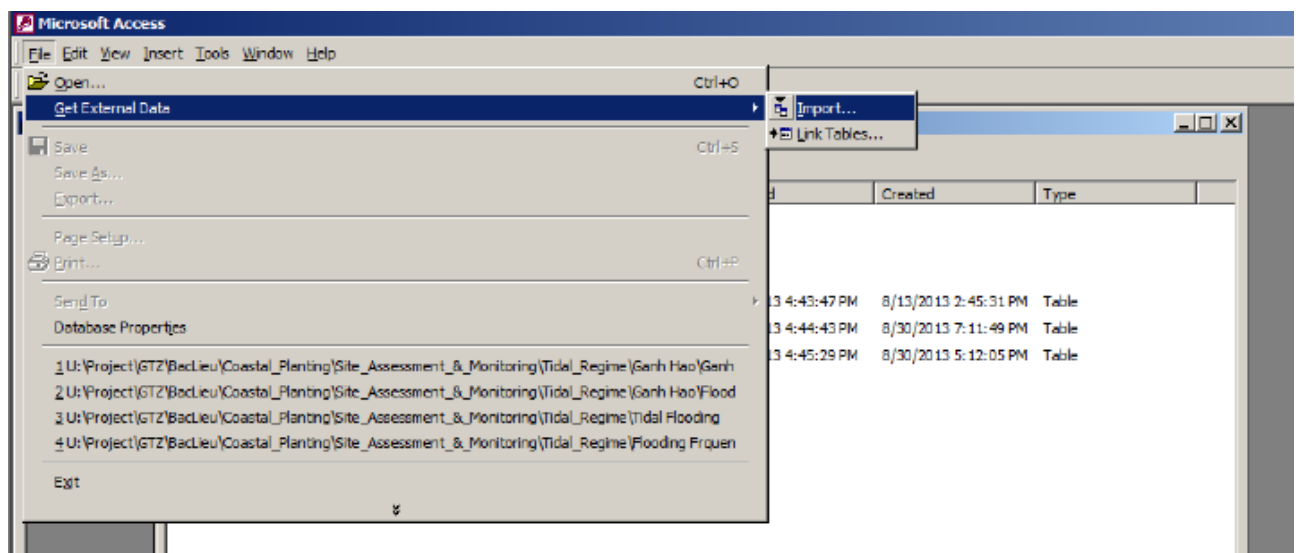 Microsoft Access
File Edit View Insert Tools Window Help
Open... Ctrl+O
Get External Data
Import...
Link Tables...
Save Ctrl+S
Save As...
Export...
d Created Type
Page Setup...
Print... Ctrl+P
Send To
13 4:43:47 PM 8/13/2013 2:45:31 PM Table
Database Properties
13 4:44:43 PM 8/30/2013 7:11:49 PM Table
13 4:45:29 PM 8/30/2013 5:12:05 PM Table
1 U:\Project\GTZ\BacLieu\Coastal_Planting\Site_Assessment_&_Monitoring\Tidal_Regime\Ganh Hao\Ganh
2 U:\Project\GTZ\BacLieu\Coastal_Planting\Site_Assessment_&_Monitoring\Tidal_Regime\Ganh Hao\Flood
3 U:\Project\GTZ\BacLieu\Coastal_Planting\Site_Assessment_&_Monitoring\Tidal_Regime\Tidal Flooding
4 U:\Project\GTZ\BacLieu\Coastal_Planting\Site_Assessment_&_Monitoring\Tidal_Regime\Flooding Frquen
Exit